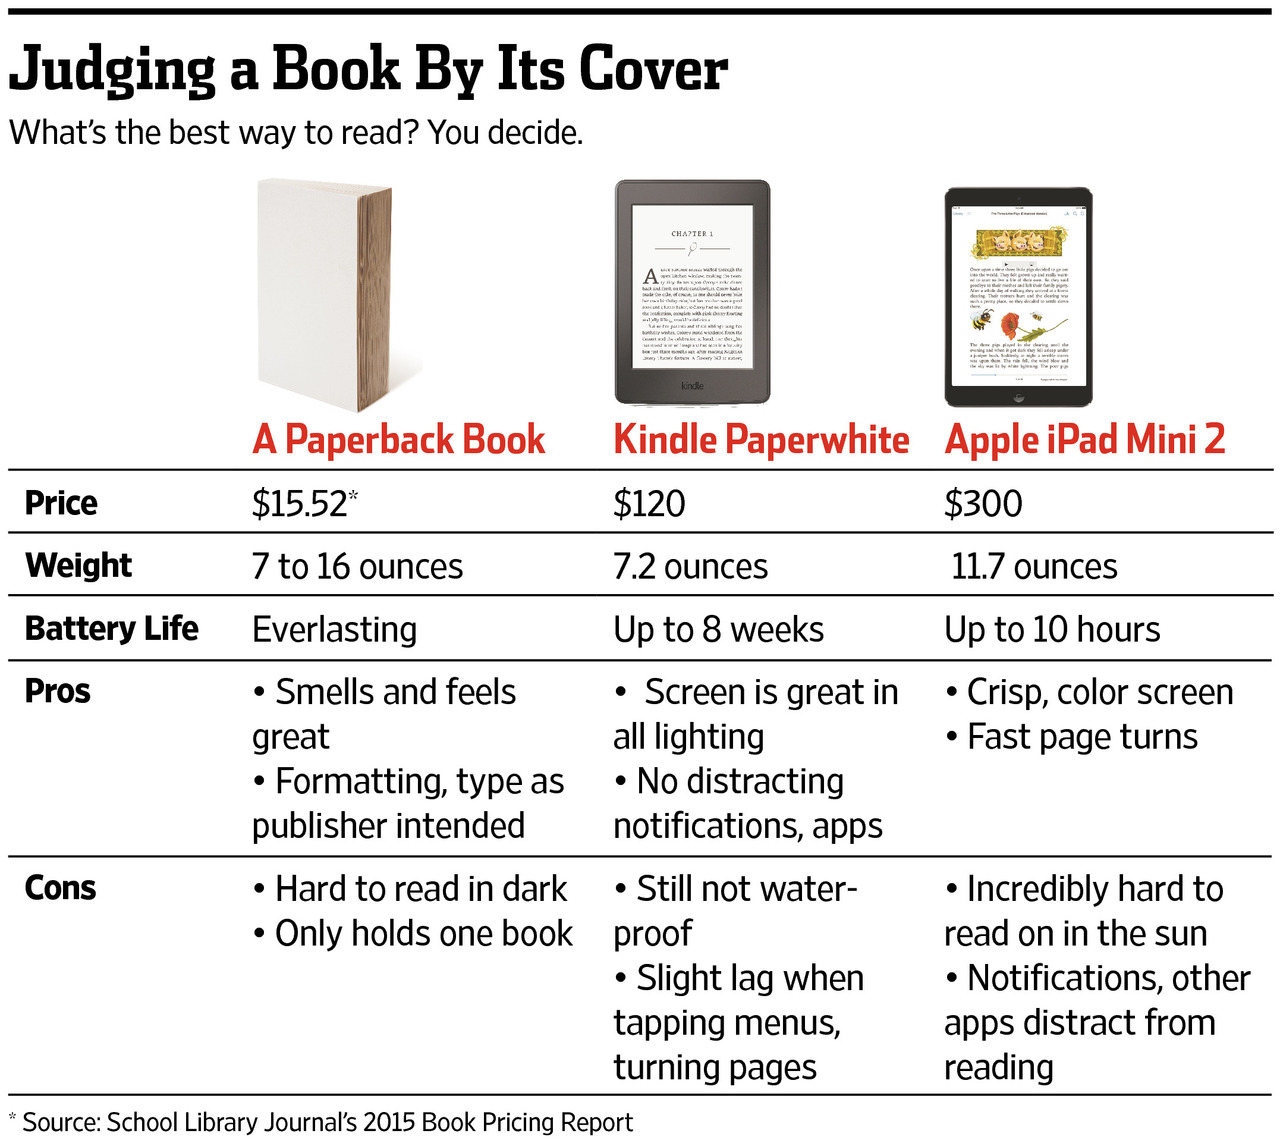 Judging a Book By Its Cover
What's the best way to read? You decide.
CHAPTER 1
kindle
A Paperback Book Kindle Paperwhite Apple iPad Mini 2
Price $15.52* $120 $300
Weight 7 to 16 ounces 7.2 ounces 11.7 ounces
Battery Life Everlasting Up to 8 weeks Up to 10 hours
Pros
• Smells and feels
great
• Formatting, type as
publisher intended
• Screen is great in
all lighting
• No distracting
notifications, apps
• Crisp, color screen
• Fast page turns
Cons
• Hard to read in dark
• Only holds one book
• Still not water-
proof
• Slight lag when
tapping menus,
turning pages
• Incredibly hard to
read on in the sun
• Notifications, other
apps distract from
reading
* Source: School Library Journal's 2015 Book Pricing Report